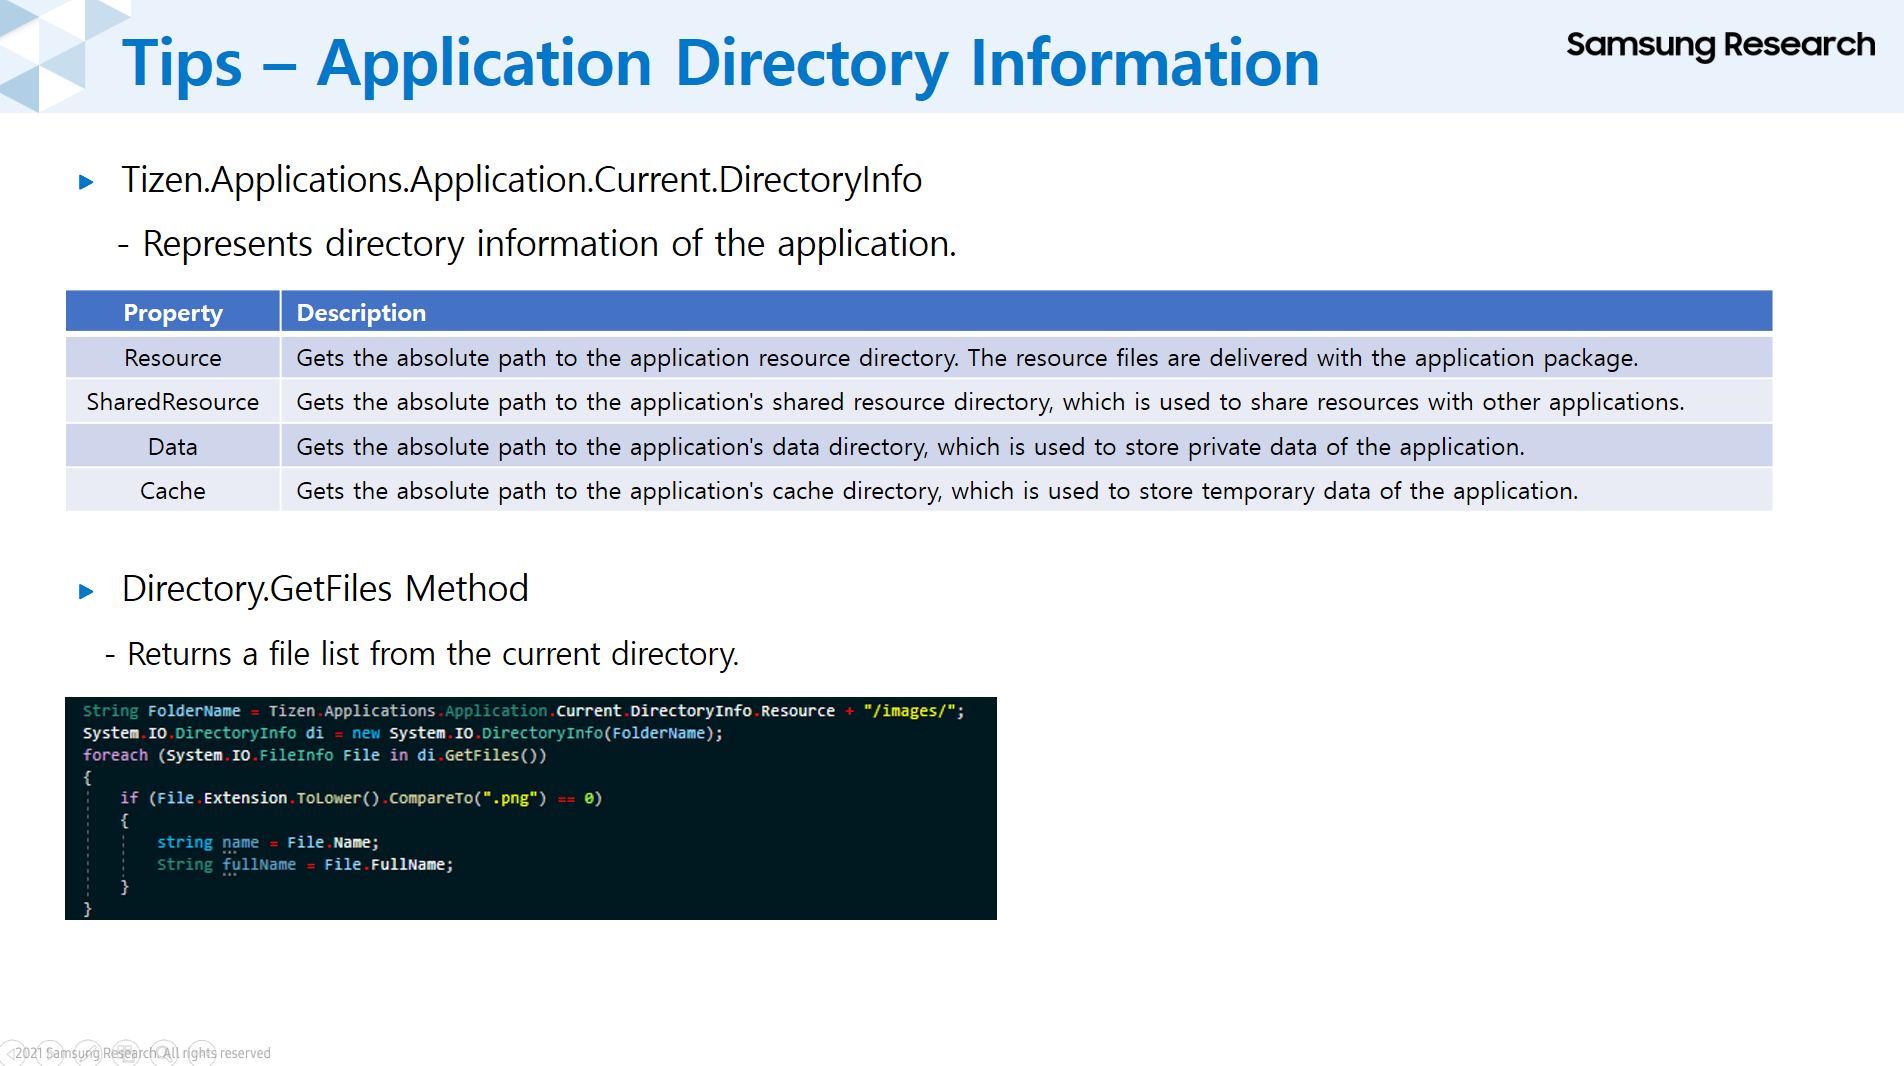 Tips – Application Directory Information
Samsung Research
Tizen.Applications.Application.Current.DirectoryInfo
- Represents directory information of the application.
Property Description
Resource Gets the absolute path to the application resource directory. The resource files are delivered with the application package.
SharedResource Gets the absolute path to the application's shared resource directory, which is used to share resources with other applications.
Data Gets the absolute path to the application's data directory, which is used to store private data of the application.
Cache Gets the absolute path to the application's cache directory, which is used to store temporary data of the application.
Directory.GetFiles Method
- Returns a file list from the current directory.
String FolderName = Tizen.Applications.Application.Current.DirectoryInfo.Resource + "/images/";
System.IO.DirectoryInfo di = new System.IO.DirectoryInfo(FolderName);
foreach (System.IO.FileInfo File in di.GetFiles())
{
if (File.Extension.ToLower().CompareTo(".png") == 0)
{
string name = File.Name;
String fullName = File.FullName;
}
}
2021 Samsung Research. All rights reserved